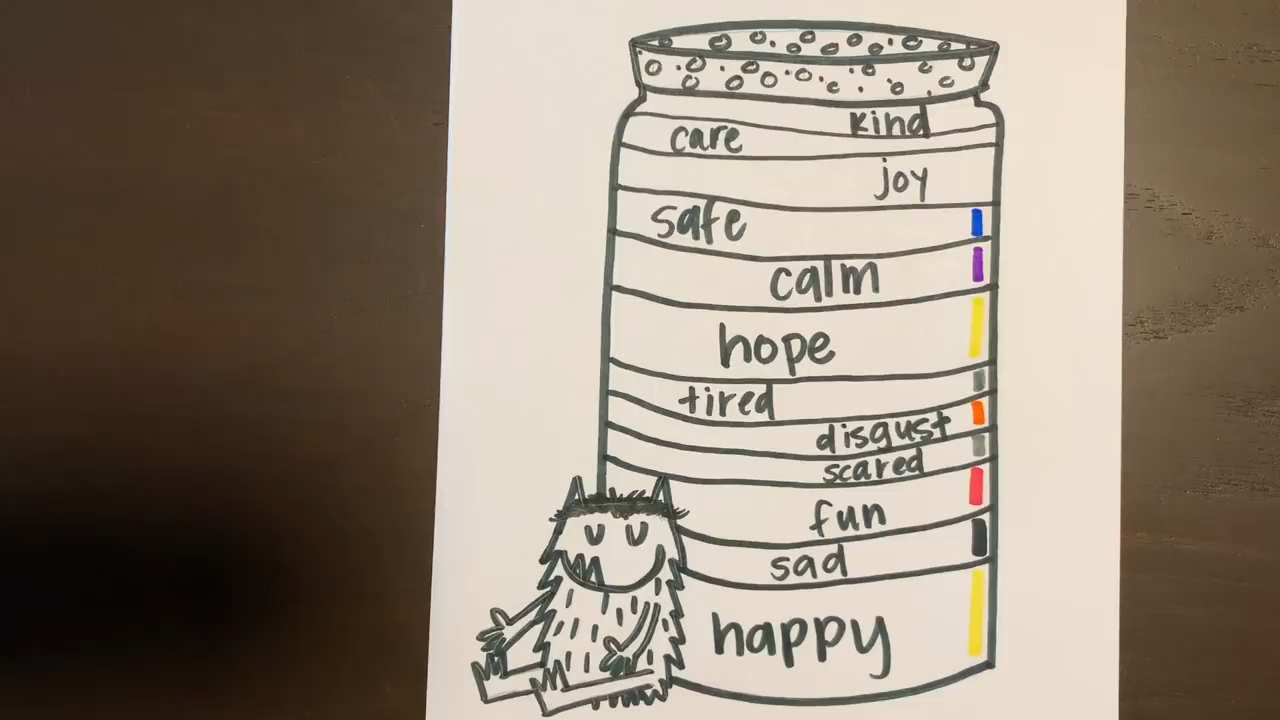 kind
care
joy
safe
calm
hope
tired
disgust
scared
fun
sad
happy